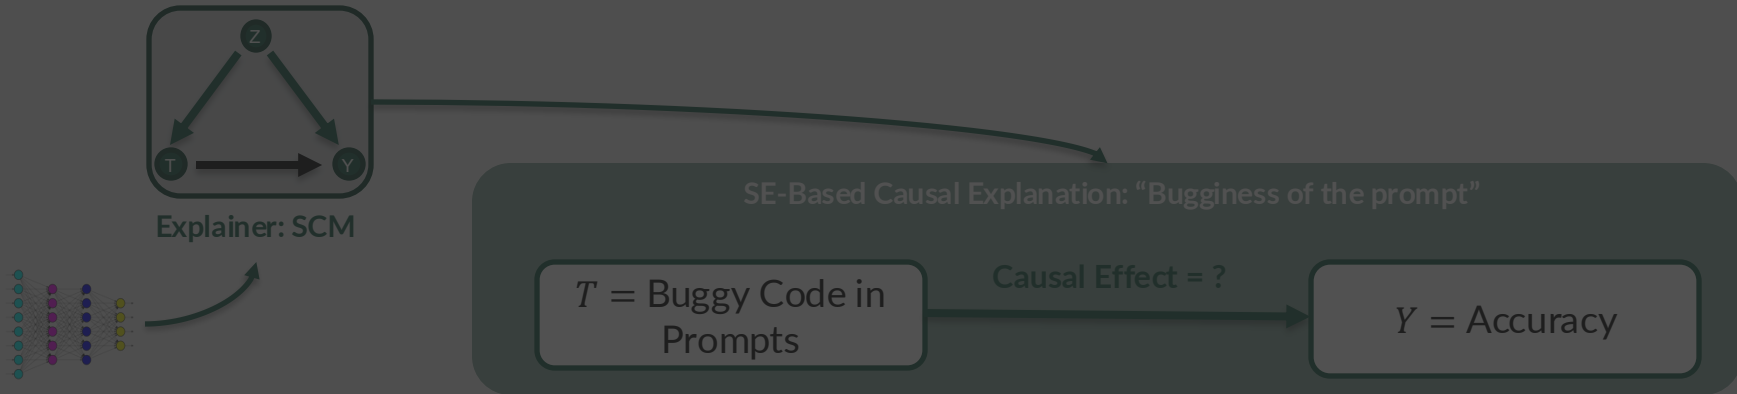 Z
T
Y
Explainer: SCM
SE-Based Causal Explanation: “Bugginess of the prompt”
T = Buggy Code in
Prompts
Causal Effect = ?
Y = Accuracy